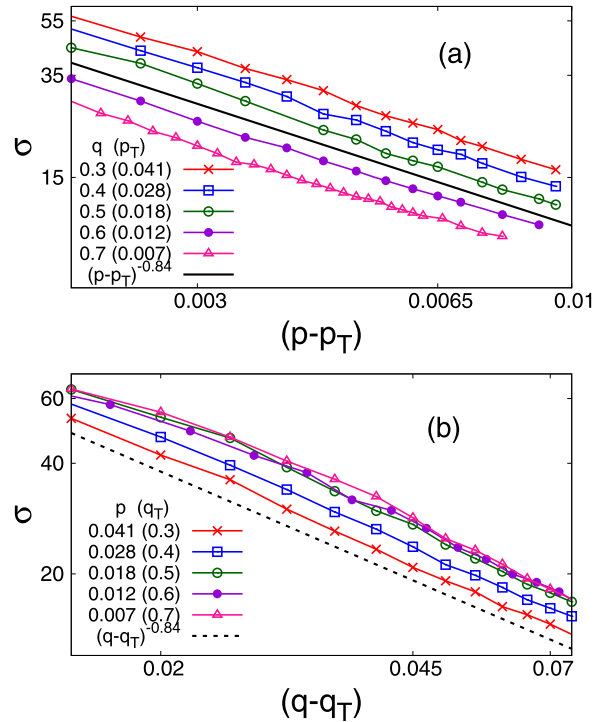 55
(a)
35
σ
q (p_T)
0.3 (0.041)
15
0.4 (0.028)
0.5 (0.018)
0.6 (0.012)
0.7 (0.007)
(p-p_T)^-0.84
0.003
0.0065
0.01
(p-p_T)
60
(b)
40
σ
p (q_T)
0.041 (0.3)
0.028 (0.4)
20
0.018 (0.5)
0.012 (0.6)
0.007 (0.7)
(q-q_T)^-0.84
0.02
0.045
0.07
(q-q_T)